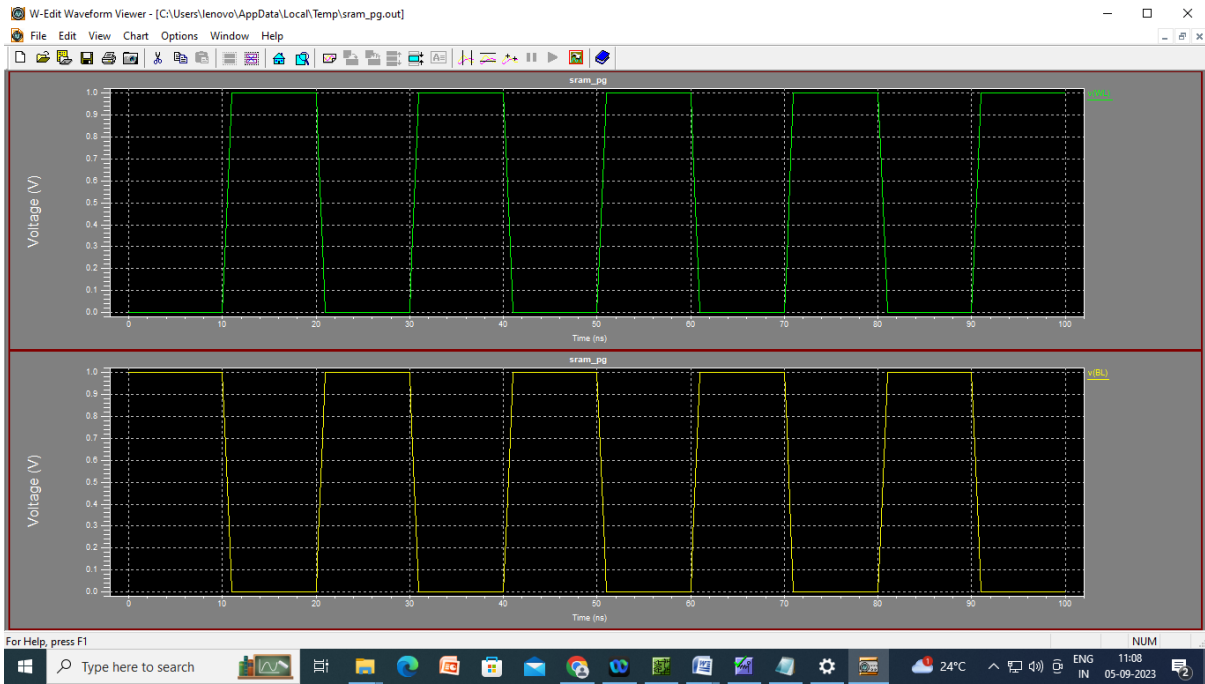 W-Edit Waveform Viewer - [C:\Users\lenovo\AppData\Local\Temp\sram_pg.out]
File Edit View Chart Options Window Help
sram_pg
v(WL)
1.0
0.9
0.8
0.7
0.6
0.5
0.4
0.3
0.2
0.1
0.0
Voltage (V)
0 10 20 30 40 50 60 70 80 90 100
Time (ns)
sram_pg
v(BL)
1.0
0.9
0.8
0.7
0.6
0.5
0.4
0.3
0.2
0.1
0.0
Voltage (V)
0 10 20 30 40 50 60 70 80 90 100
Time (ns)
For Help, press F1
NUM
Type here to search
24°C
ENG
IN
11:08
05-09-2023
2